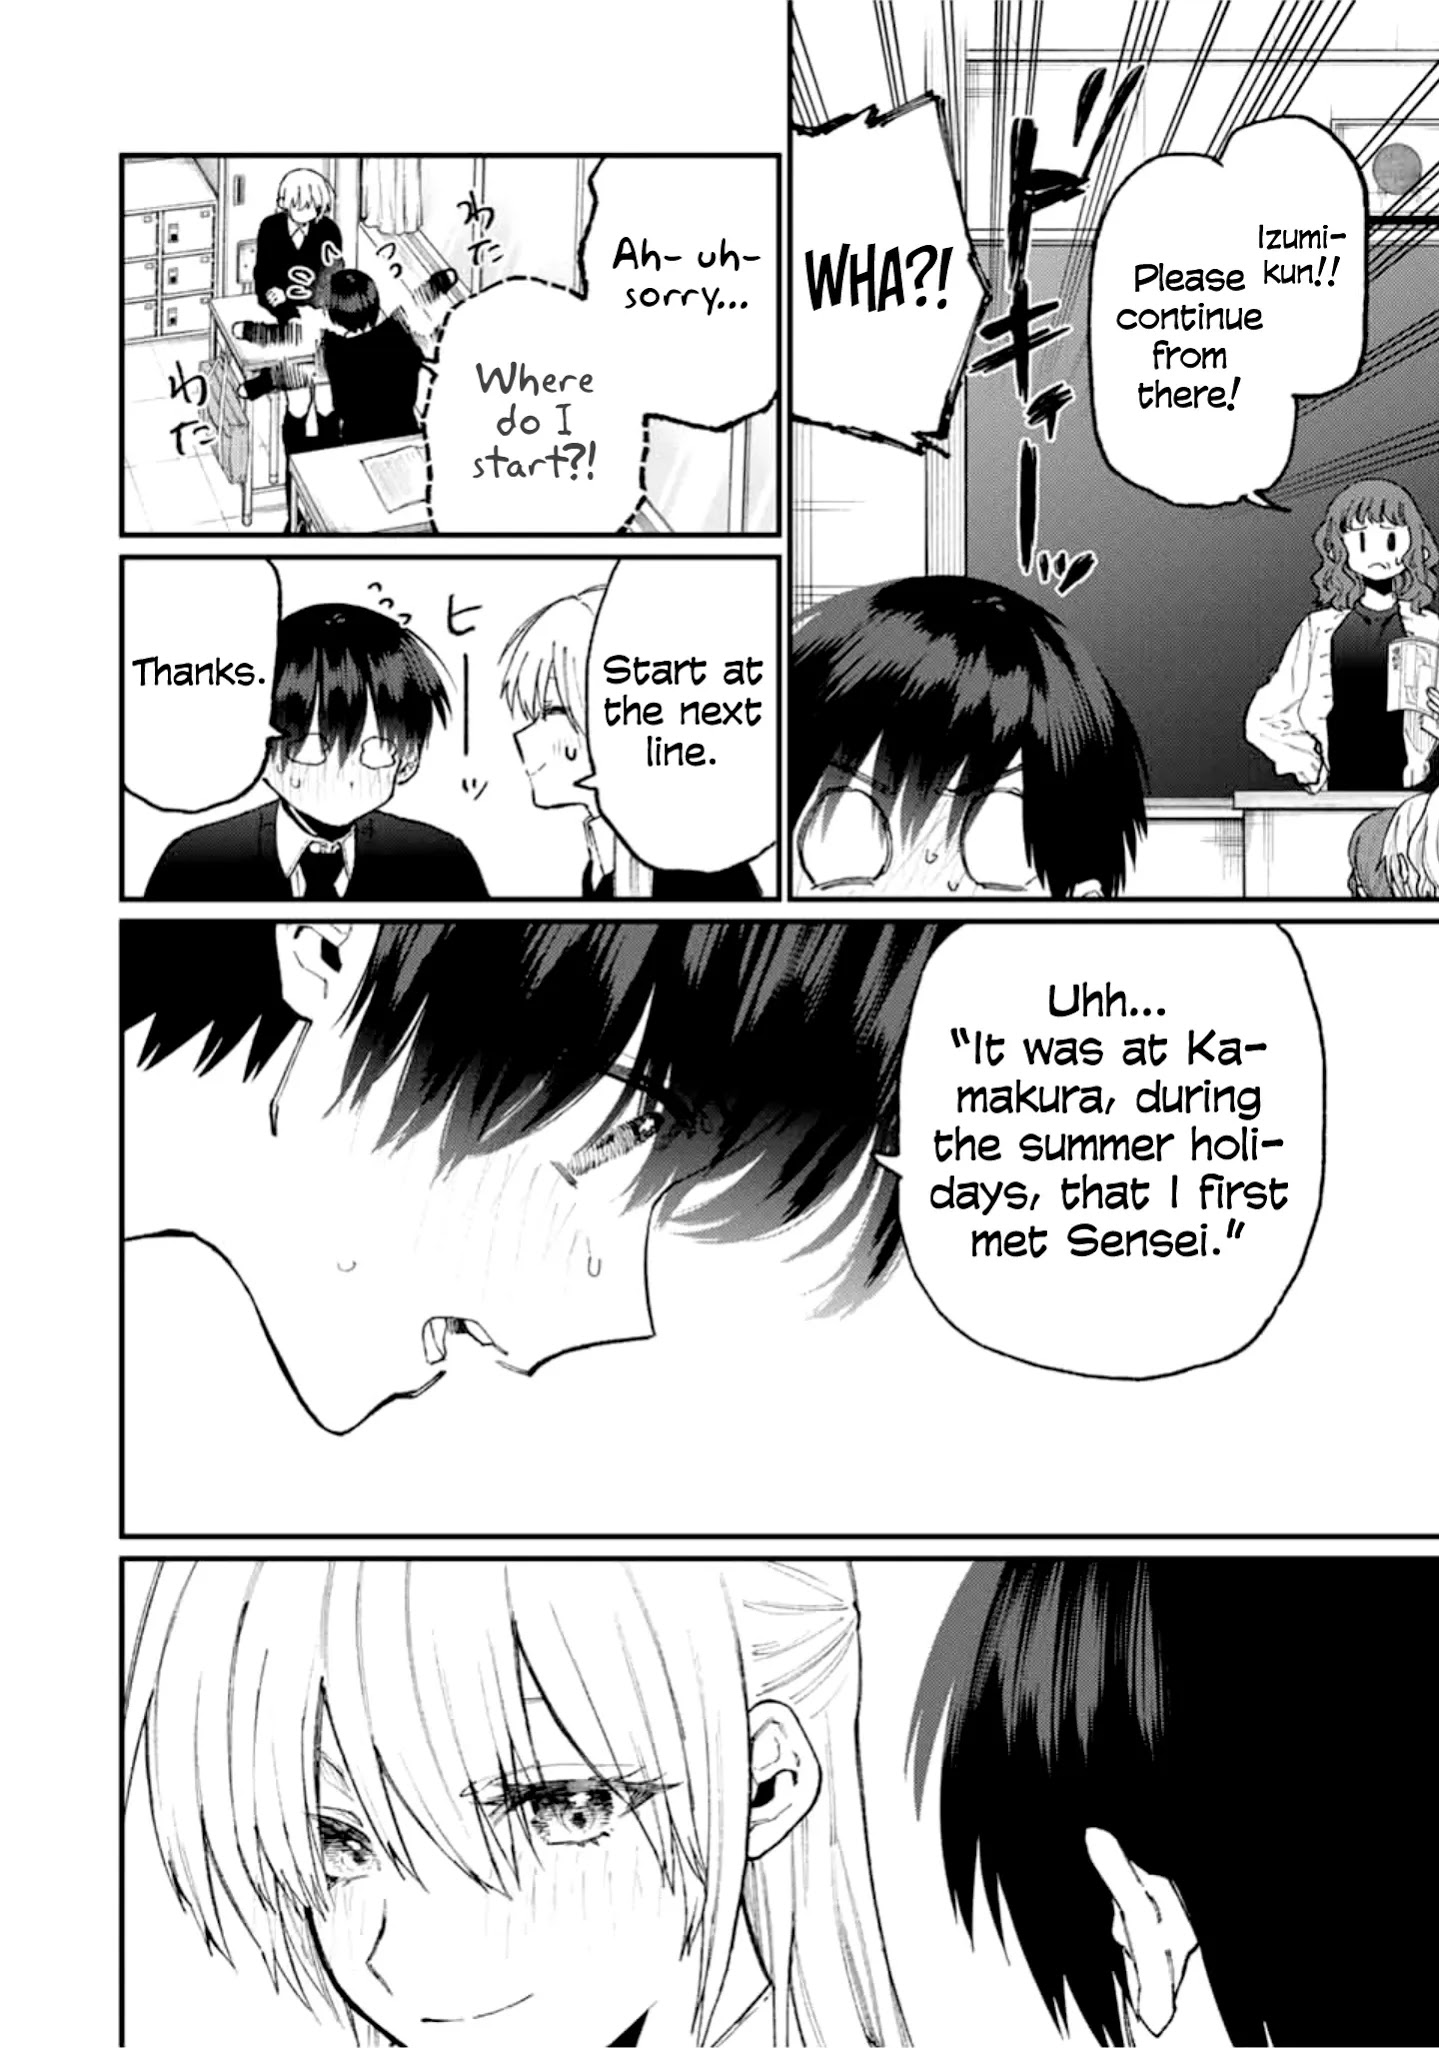 Izumi-
kun!!
Please
continue
from
there!
ドキーッ
WHA?!
Ah- uh-
sorry...
Where
do I
start?!
わた
わた
Start at
the next
line.
ヒーッ
Thanks.
Uhh...
"It was at Ka-
makura, during
the summer holi-
days, that I first
met Sensei."